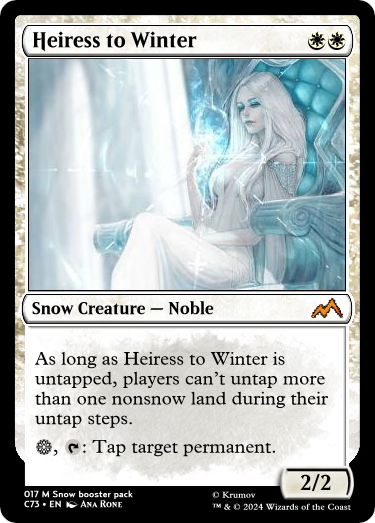 Heiress to Winter
Snow Creature — Noble
As long as Heiress to Winter is
untapped, players can't untap more
than one nonsnow land during their
untap steps.
, : Tap target permanent.
2/2
017 M Snow booster pack
C73 • EN Ana Rone
© Krumov
™ & © 2024 Wizards of the Coast